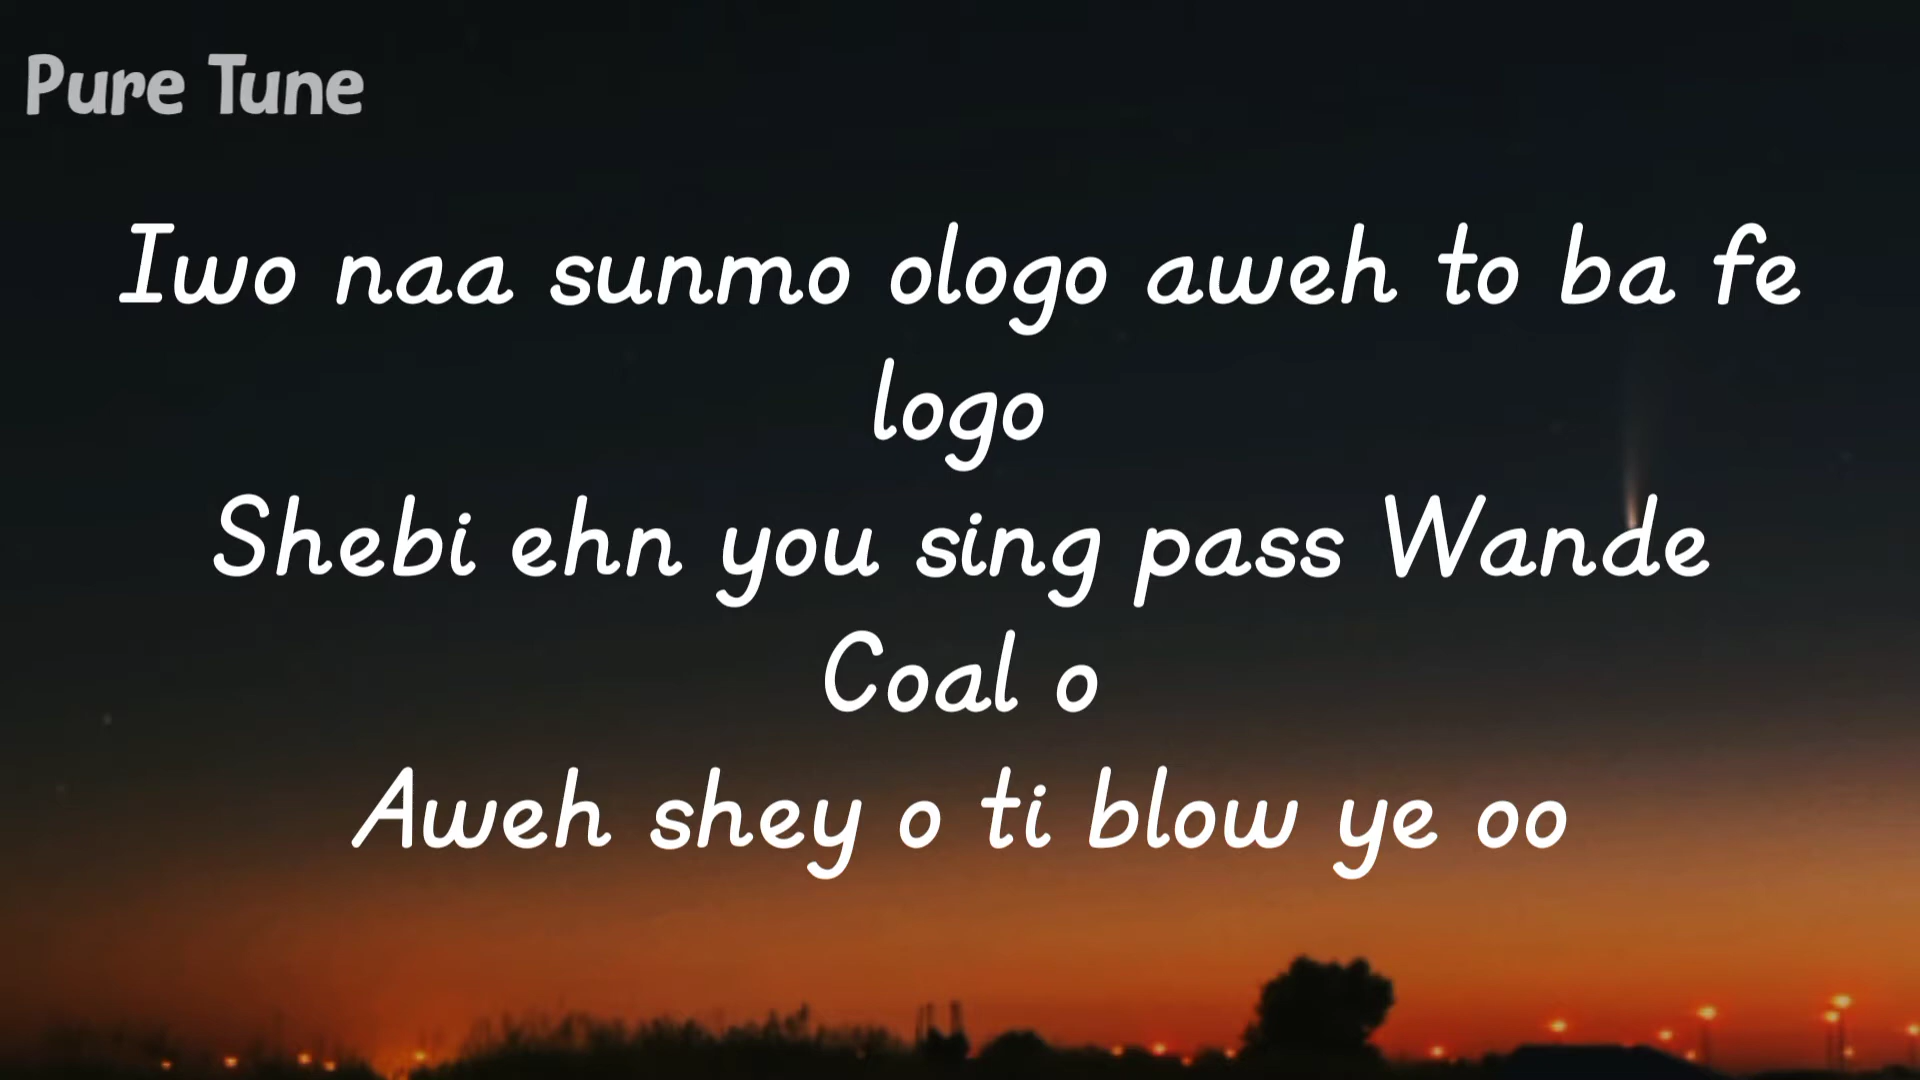 Pure Tune
Iwo naa sunmo ologo aweh to ba fe
logo
Shebi ehn you sing pass Wande
Coal o
Aweh shey o ti blow ye oo